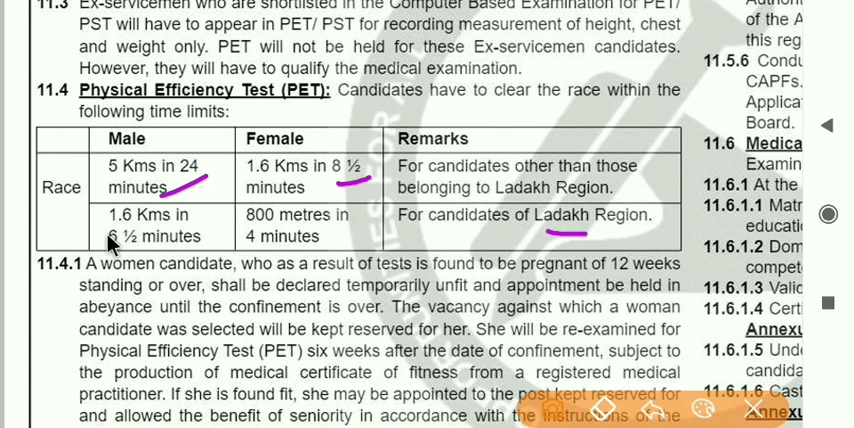 11.3 Ex-servicemen who are shortlisted in the Computer Based Examination for PET/
PST will have to appear in PET/ PST for recording measurement of height, chest
and weight only. PET will not be held for these Ex-servicemen candidates.
However, they will have to qualify the medical examination.
11.4 Physical Efficiency Test (PET): Candidates have to clear the race within the
following time limits:
Male Female Remarks
Race
5 Kms in 24 1.6 Kms in 8 ½ For candidates other than those
minutes minutes belonging to Ladakh Region.
1.6 Kms in 800 metres in For candidates of Ladakh Region.
6 ½ minutes 4 minutes
11.4.1 A women candidate, who as a result of tests is found to be pregnant of 12 weeks
standing or over, shall be declared temporarily unfit and appointment be held in
abeyance until the confinement is over. The vacancy against which a woman
candidate was selected will be kept reserved for her. She will be re-examined for
Physical Efficiency Test (PET) six weeks after the date of confinement, subject to
the production of medical certificate of fitness from a registered medical
practitioner. If she is found fit, she may be appointed to the post kept reserved for
and allowed the benefit of seniority in accordance with the instructions of the
of the A
this reg
11.5.6 Condu
CAPFs.
Applica
Board.
11.6 Medica
Examin
11.6.1 At the
11.6.1.1 Matr
educati
11.6.1.2 Dom
compet
11.6.1.3 Valid
11.6.1.4 Certi
Annexu
11.6.1.5 Unde
candida
11.6.1.6 Cast
Annexu